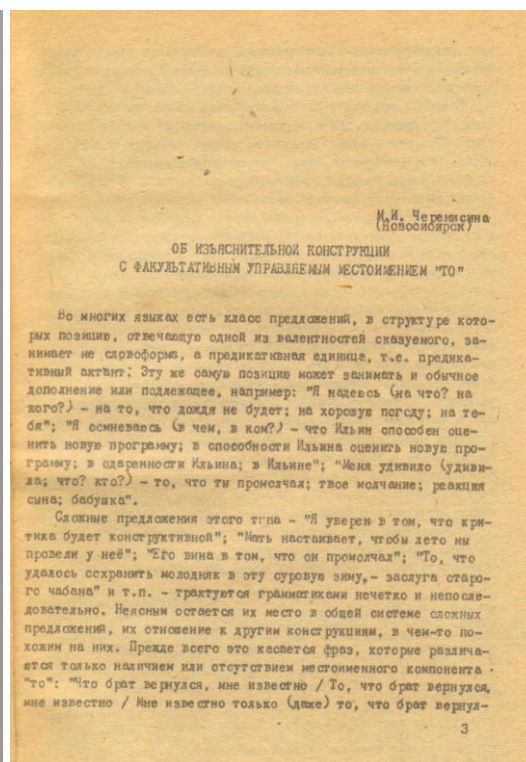 М.И. Черемисина
(Новосибирск)
ОБ ИЗЪЯСНИТЕЛЬНОЙ КОНСТРУКЦИИ
С ФАКУЛЬТАТИВНЫМ УПРАВЛЯЕМЫМ МЕСТОИМЕНИЕМ "ТО"
Во многих языках есть класс предложений, в структуре кото-
рых позицию, отвечающую одной из валентностей сказуемого, за-
нимает не словоформа, а предикативная единица, т.е. предика-
тивный актант. Эту же самую позицию может занимать и обычное
дополнение или подлежащее, например: "Я надеюсь (на что? на
кого?) – на то, что дождя не будет; на хорошую погоду; на те-
бя"; "Я сомневаюсь (в чем, в ком?) – что Ильин способен оце-
нить новую программу; в способности Ильина оценить новую про-
грамму; в одаренности Ильина; в Ильине"; "Меня удивило (удиви-
ла; что? кто?) – то, что ты промолчал; твое молчание; реакция
сына; бабушка".
Сложные предложения этого типа – "Я уверен в том, что кри-
тика будет конструктивной"; "Мать настаивает, чтобы лето мы
провели у неё"; "Его вина в том, что он промолчал"; "То, что
удалось сохранить молодняк в эту суровую зиму,– заслуга старо-
го чабана" и т.п. – трактуются грамматиками нечетко и непосле-
довательно. Неясным остается их место в общей системе сложных
предложений, их отношение к другим конструкциям, в чем-то по-
хожим на них. Прежде всего это касается фраз, которые различа-
ются только наличием или отсутствием местоименного компонента
"то": "Что брат вернулся, мне известно / То, что брат вернулся,
мне известно / Мне известно только (даже) то, что брат вернул-
3